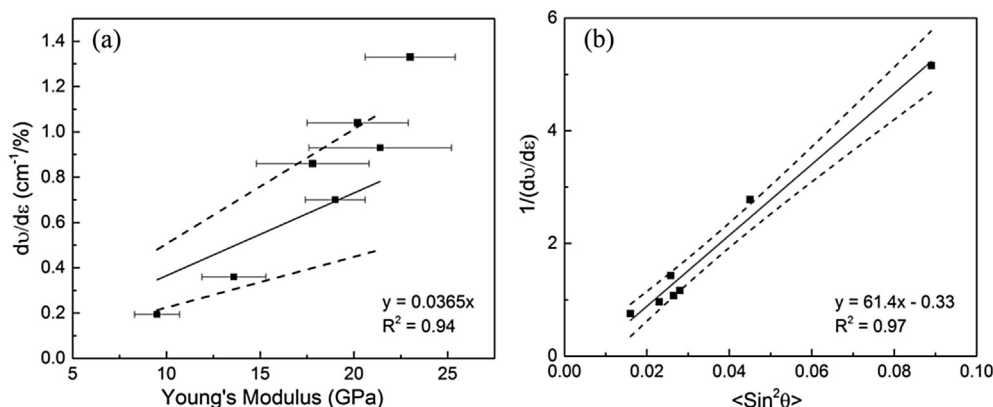 (a)
1.4
1.2
1.0
0.8
0.6
0.4
0.2
0.0
dυ/dε (cm⁻¹/%)
y = 0.0365x
R² = 0.94
5 10 15 20 25
Young's Modulus (GPa)
(b)
6
4
2
0
1/(dυ/dε)
y = 61.4x - 0.33
R² = 0.97
0.00 0.02 0.04 0.06 0.08 0.10
<Sin²θ>